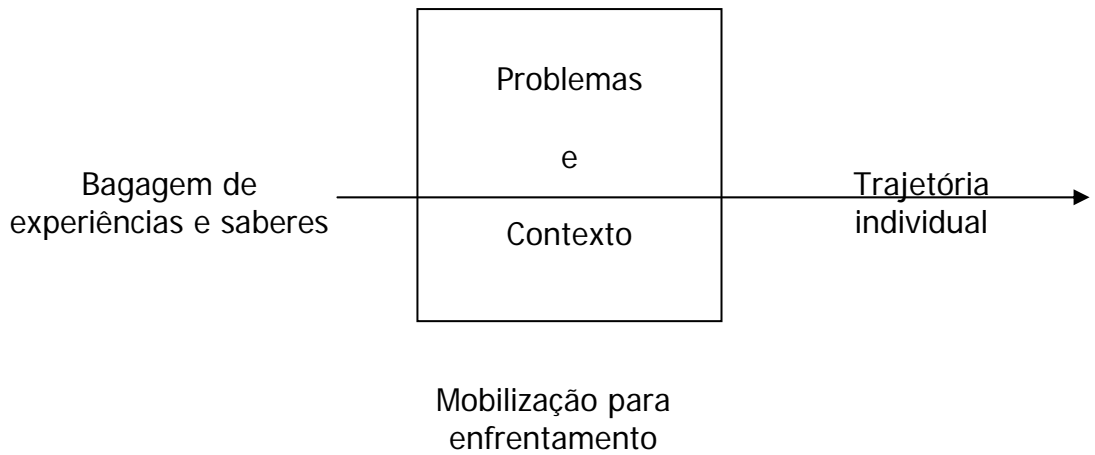 Problemas
e
Contexto
Bagagem de
experiências e saberes
Trajetória
individual
Mobilização para
enfrentamento